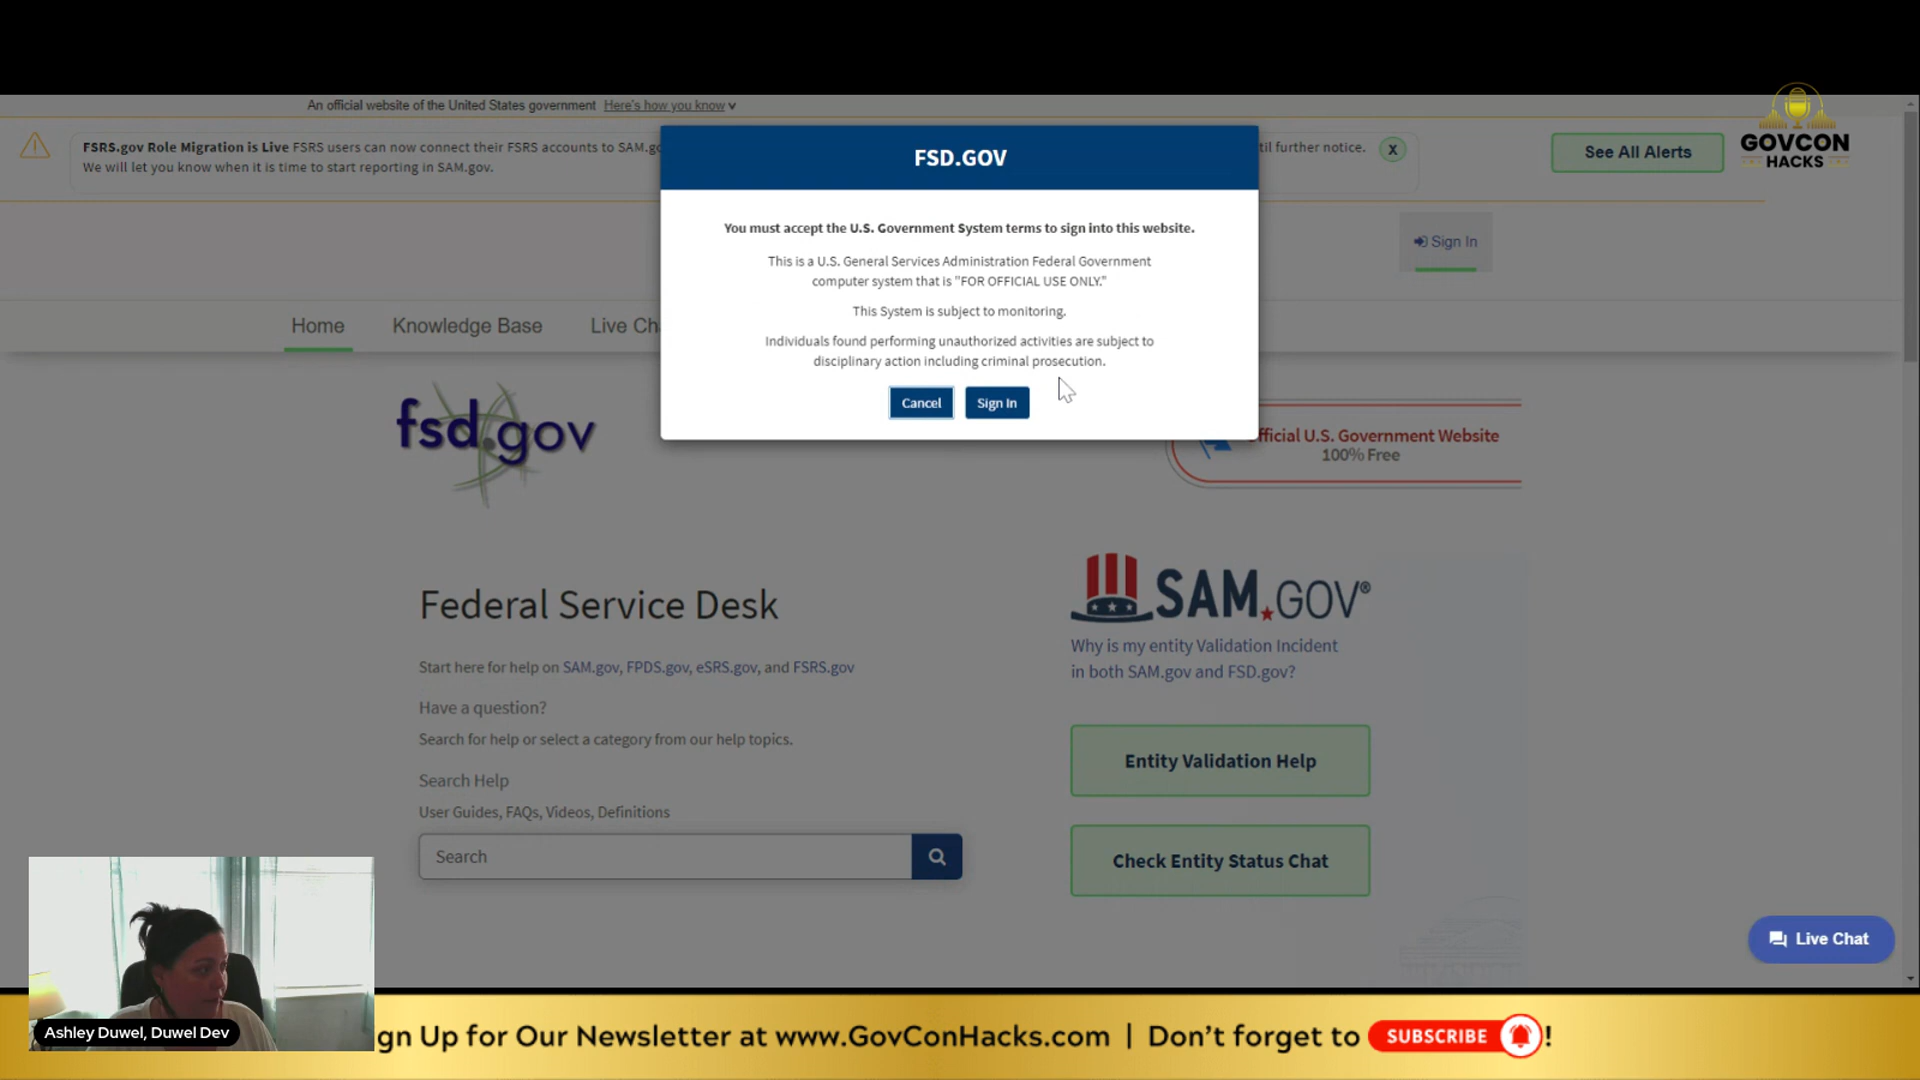 An official website of the United States government Here's how you know
FSRS.gov Role Migration is Live FSRS users can now connect their FSRS accounts to SAM.go
til further notice.
X
We will let you know when it is time to start reporting in SAM.gov.
See All Alerts
GOVCON
HACKS
FSD.GOV
You must accept the U.S. Government System terms to sign into this website.
This is a U.S. General Services Administration Federal Government
computer system that is "FOR OFFICIAL USE ONLY."
This System is subject to monitoring.
Individuals found performing unauthorized activities are subject to
disciplinary action including criminal prosecution.
Cancel
Sign In
Sign In
Home
Knowledge Base
Live Ch
fsd.gov
fficial U.S. Government Website
100% Free
Federal Service Desk
Start here for help on SAM.gov, FPDS.gov, eSRS.gov, and FSRS.gov
Have a question?
Search for help or select a category from our help topics.
Search Help
User Guides, FAQs, Videos, Definitions
Search
SAM.GOV®
Why is my entity Validation Incident
in both SAM.gov and FSD.gov?
Entity Validation Help
Check Entity Status Chat
Live Chat
Ashley Duwel, Duwel Dev
gn Up for Our Newsletter at www.GovConHacks.com | Don't forget to SUBSCRIBE !